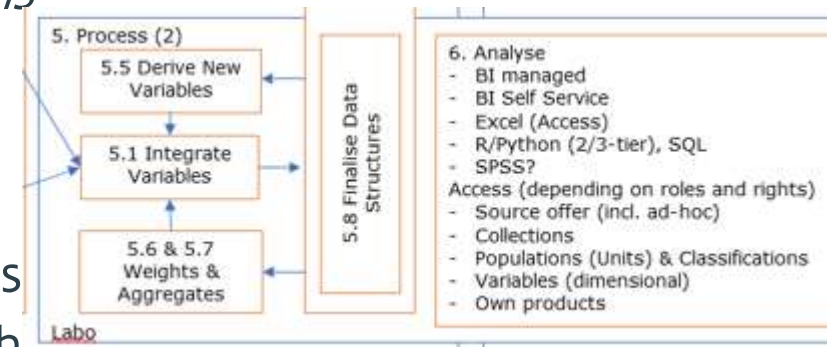 5. Process (2)
5.5 Derive New
Variables
5.1 Integrate
Variables
5.6 & 5.7
Weights &
Aggregates
Labo
5.8 Finalise Data
Structures
6. Analyse
- BI managed
- BI Self Service
- Excel (Access)
- R/Python (2/3-tier), SQL
- SPSS?
Access (depending on roles and rights)
- Source offer (incl. ad-hoc)
- Collections
- Populations (Units) & Classifications
- Variables (dimensional)
- Own products